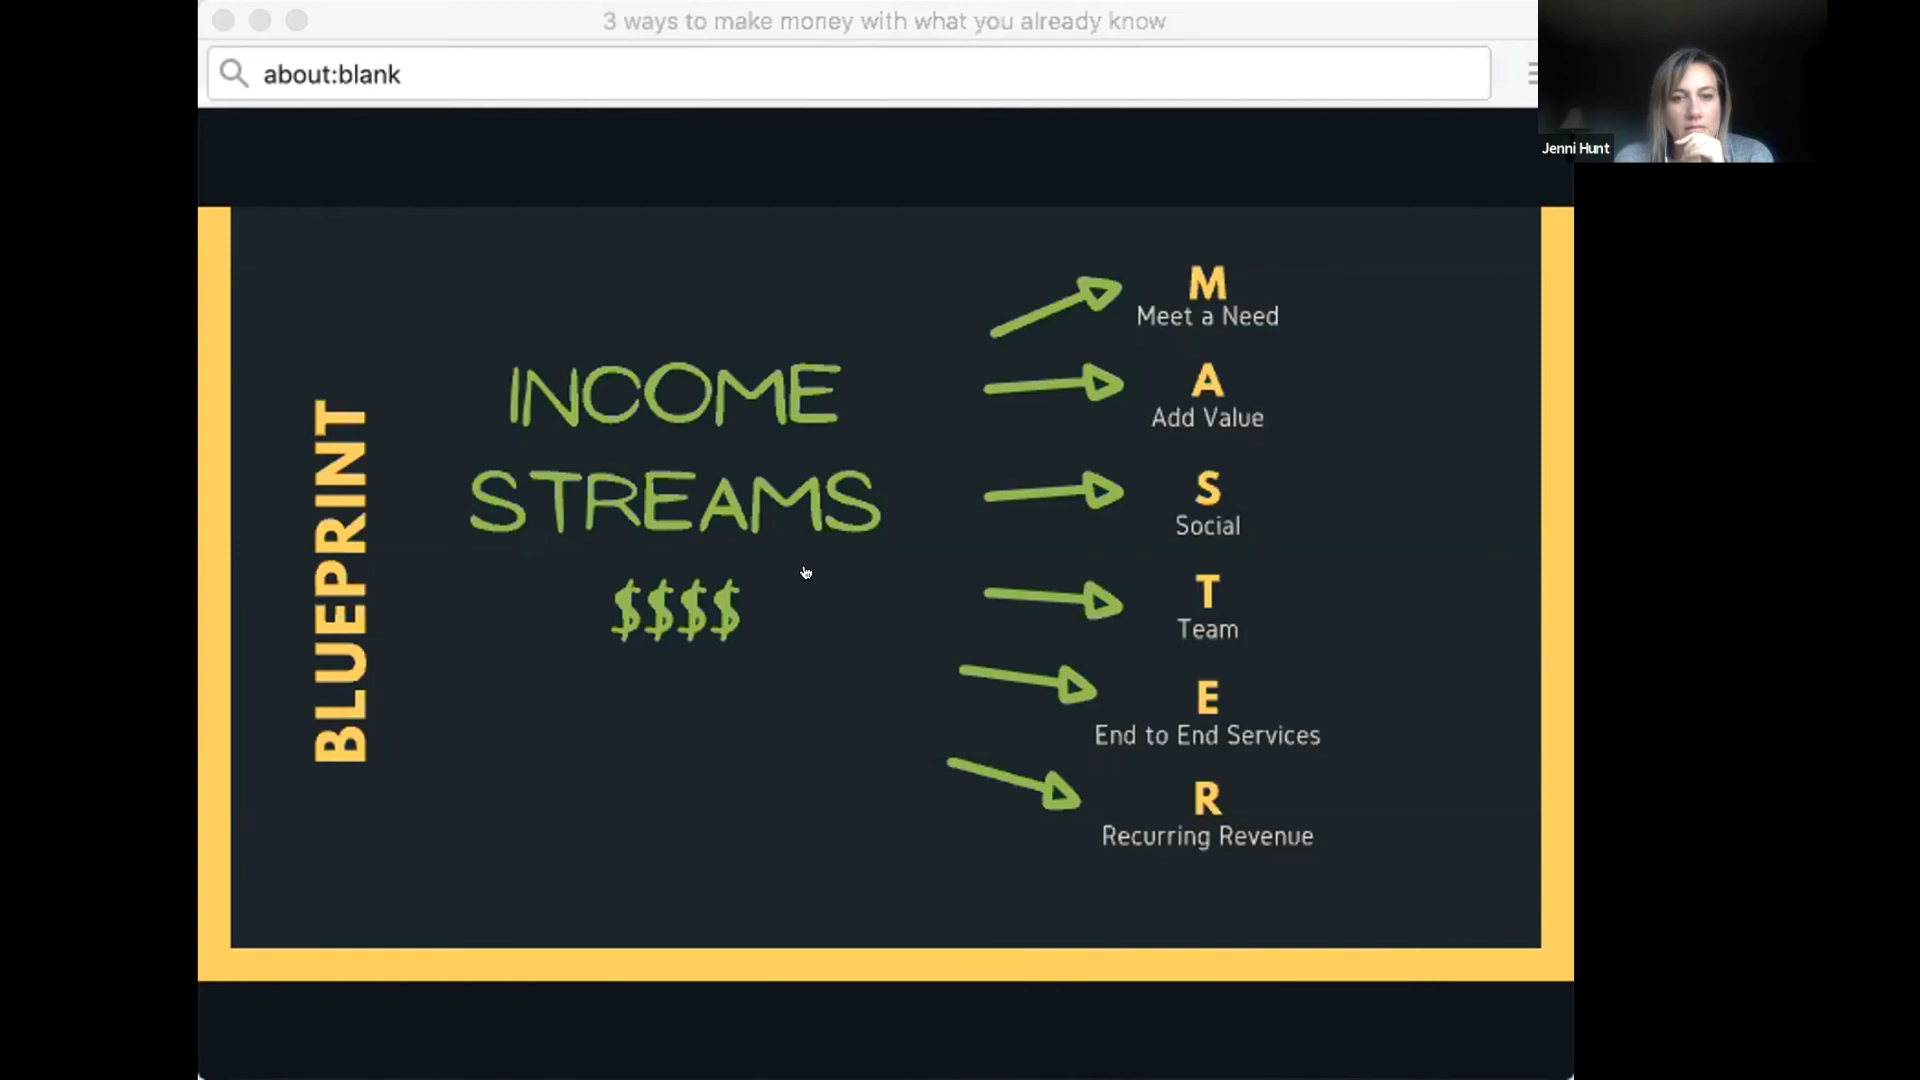 3 ways to make money with what you already know
about:blank
Jenni Hunt
BLUEPRINT
INCOME
STREAMS
$$$$
M
Meet a Need
A
Add Value
S
Social
T
Team
E
End to End Services
R
Recurring Revenue